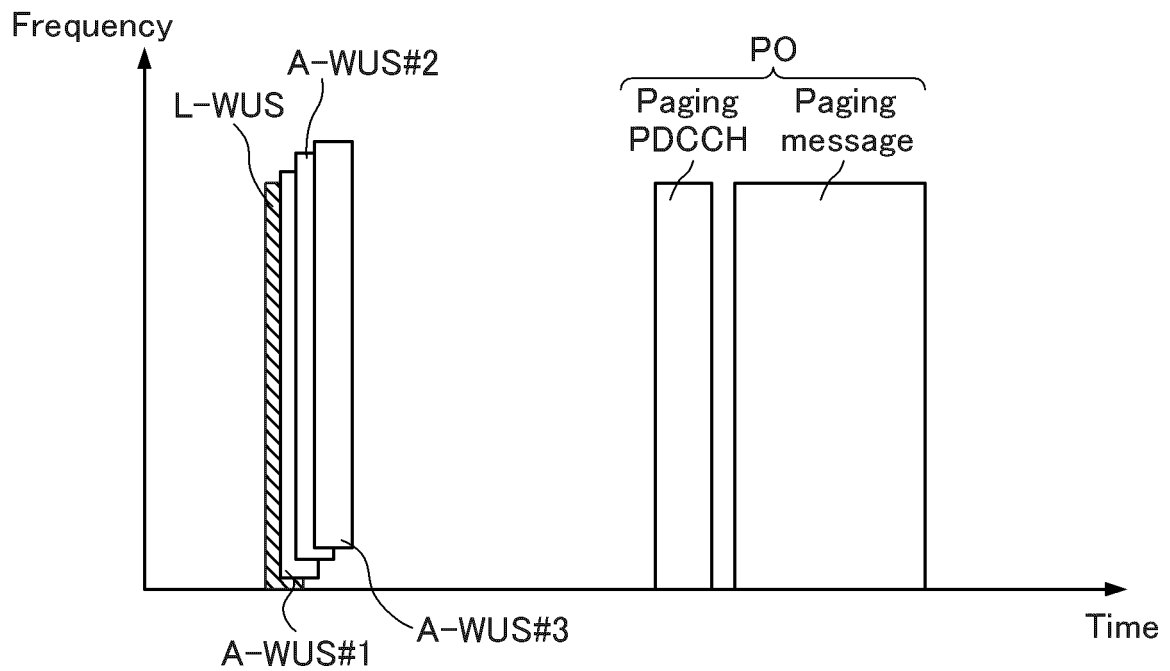 Frequency
PO
A-WUS#2
L-WUS
Paging
PDCCH
Paging
message
A-WUS#3
A-WUS#1
Time